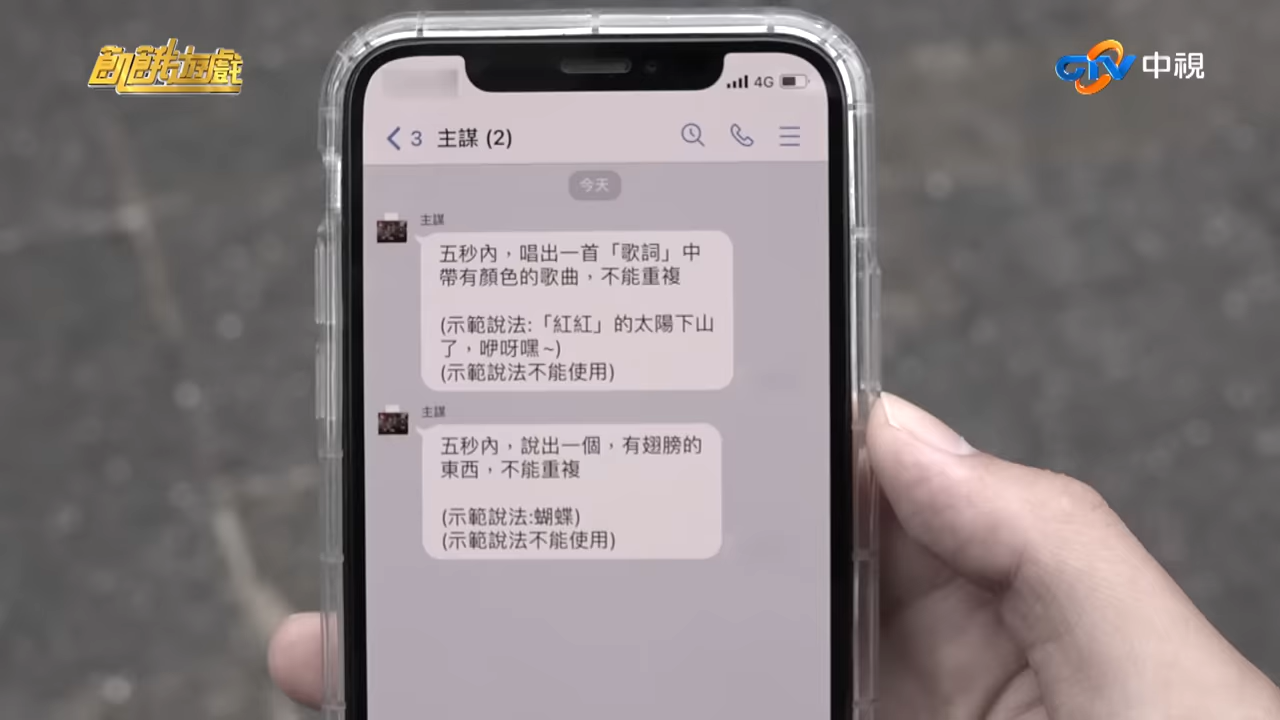 飢餓遊戲
CTV中視
4G
3 主謀 (2)
今天
主謀
五秒內，唱出一首「歌詞」中
帶有顏色的歌曲，不能重複
(示範說法:「紅紅」的太陽下山
了，咿呀嘿~)
(示範說法不能使用)
主謀
五秒內，說出一個，有翅膀的
東西，不能重複
(示範說法:蝴蝶)
(示範說法不能使用)